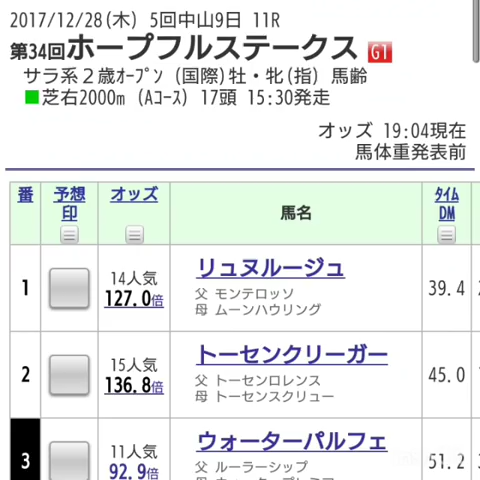 2017/12/28(木) 5回中山9日 11R
第34回ホープフルステークス G1
サラ系２歳ｵｰﾌﾟﾝ (国際)牡・牝(指) 馬齢
芝右2000m (Aｺｰｽ) 17頭 15:30発走
オッズ 19:04現在
馬体重発表前
番 予想印 オッズ 馬名 ﾀｲﾑDM
1 14人気 127.0倍 リュヌルージュ 39.4
父 モンテロッソ
母 ムーンハウリング
2 15人気 136.8倍 トーセンクリーガー 45.0
父 トーセンロレンス
母 トーセンスクリュー
3 11人気 92.9倍 ウォーターパルフェ 51.2
父 ルーラーシップ